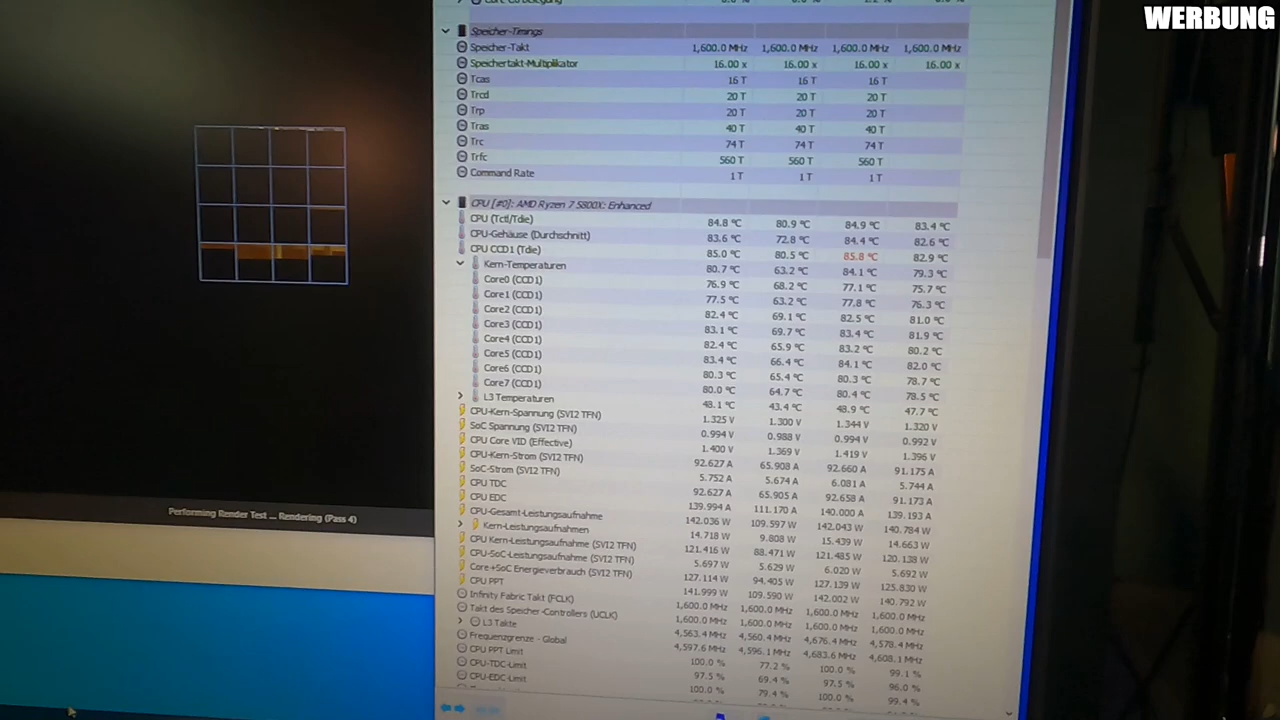 WERBUNG
Speicher-Timings
Speicher-Takt 1,600.0 MHz 1,600.0 MHz 1,600.0 MHz 1,600.0 MHz
Speichertakt-Multiplikator 16.00 x 16.00 x 16.00 x 16.00 x
Tcas 16 T 16 T 16 T
Trcd 20 T 20 T 20 T
Trp 20 T 20 T 20 T
Tras 40 T 40 T 40 T
Trc 74 T 74 T 74 T
Trfc 560 T 560 T 560 T
Command Rate 1 T 1 T 1 T
CPU [#0]: AMD Ryzen 7 5800X: Enhanced
CPU (Tctl/Tdie) 84.8 °C 80.9 °C 84.9 °C 83.4 °C
CPU-Gehäuse (Durchschnitt) 83.6 °C 72.8 °C 84.4 °C 82.6 °C
CPU CCD1 (Tdie) 85.0 °C 80.5 °C 85.8 °C 82.9 °C
Kern-Temperaturen 80.7 °C 63.2 °C 84.1 °C 79.3 °C
Core0 (CCD1) 76.9 °C 68.2 °C 77.1 °C 75.7 °C
Core1 (CCD1) 77.5 °C 63.2 °C 77.8 °C 76.3 °C
Core2 (CCD1) 82.4 °C 69.1 °C 82.5 °C 81.0 °C
Core3 (CCD1) 83.1 °C 69.7 °C 83.4 °C 81.9 °C
Core4 (CCD1) 82.4 °C 65.9 °C 83.2 °C 80.2 °C
Core5 (CCD1) 83.4 °C 66.4 °C 84.1 °C 82.0 °C
Core6 (CCD1) 80.3 °C 65.4 °C 80.3 °C 78.7 °C
Core7 (CCD1) 80.0 °C 64.7 °C 80.4 °C 78.5 °C
L3 Temperaturen 48.1 °C 43.4 °C 48.9 °C 47.7 °C
CPU-Kern-Spannung (SVI2 TFN) 1.325 V 1.300 V 1.344 V 1.320 V
SoC Spannung (SVI2 TFN) 0.994 V 0.988 V 0.994 V 0.992 V
CPU Core VID (Effective) 1.400 V 1.369 V 1.419 V 1.396 V
CPU-Kern-Strom (SVI2 TFN) 92.627 A 65.908 A 92.660 A 91.175 A
SoC-Strom (SVI2 TFN) 5.752 A 5.674 A 6.081 A 5.744 A
CPU TDC 92.627 A 65.905 A 92.658 A 91.173 A
CPU EDC 139.994 A 111.170 A 140.000 A 139.193 A
CPU-Gesamt-Leistungsaufnahme 142.036 W 109.597 W 142.043 W 140.784 W
Kern-Leistungsaufnahmen 14.718 W 9.808 W 15.439 W 14.663 W
CPU Kern-Leistungsaufnahme (SVI2 TFN) 121.416 W 88.471 W 121.485 W 120.138 W
CPU-SoC-Leistungsaufnahme (SVI2 TFN) 5.697 W 5.629 W 6.020 W 5.692 W
Core+SoC Energieverbrauch (SVI2 TFN) 127.114 W 94.405 W 127.139 W 125.830 W
CPU PPT 141.999 W 109.590 W 142.002 W 140.792 W
Infinity Fabric Takt (FCLK) 1,600.0 MHz 1,600.0 MHz 1,600.0 MHz 1,600.0 MHz
Takt des Speicher-Controllers (UCLK) 1,600.0 MHz 1,600.0 MHz 1,600.0 MHz 1,600.0 MHz
L3 Takte 4,563.4 MHz 4,560.4 MHz 4,676.4 MHz 4,578.4 MHz
Frequenzgrenze - Global 4,597.6 MHz 4,596.1 MHz 4,683.6 MHz 4,608.1 MHz
CPU PPT Limit 100.0 % 77.2 % 100.0 % 99.1 %
CPU-TDC-Limit 97.5 % 69.4 % 97.5 % 96.0 %
CPU-EDC-Limit 100.0 % 79.4 % 100.0 % 99.4 %
Performing Render Test ... Rendering (Pass 4)